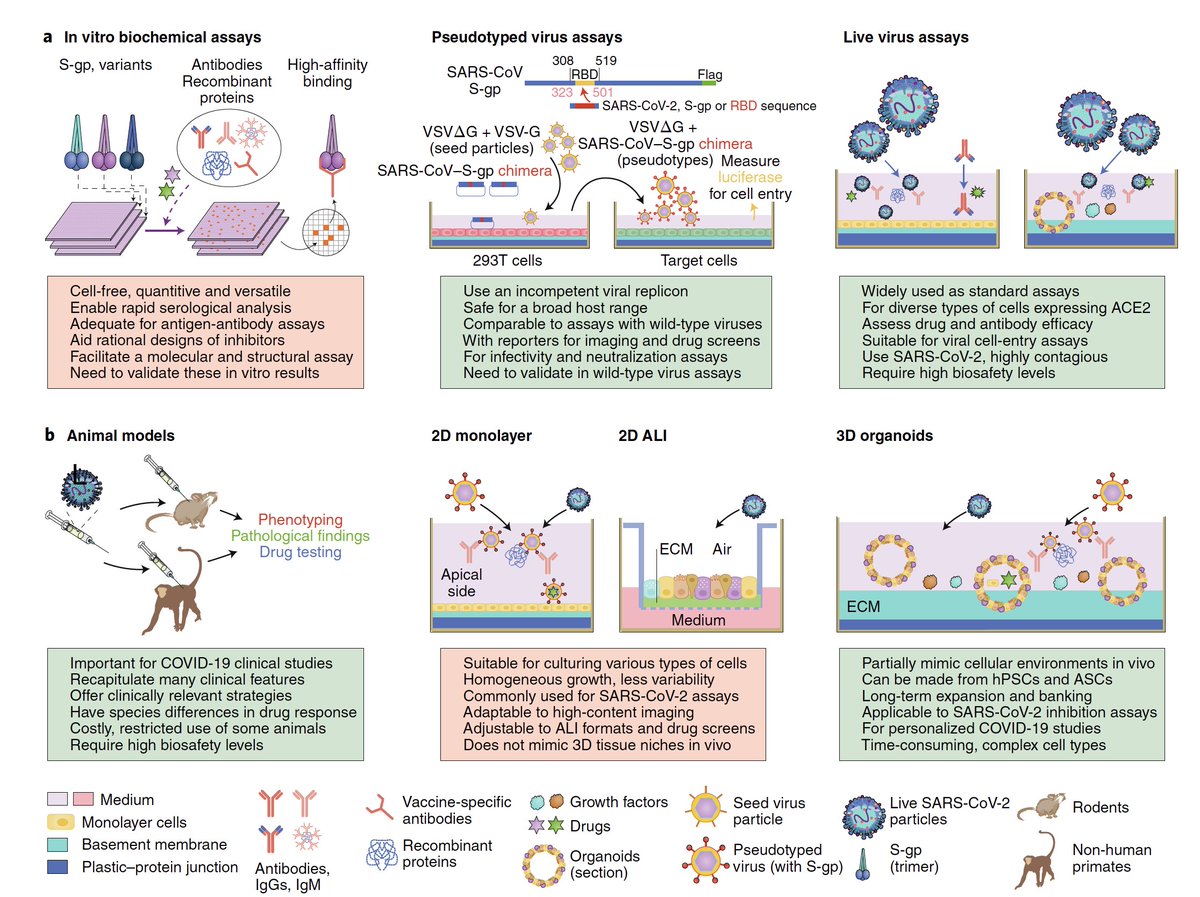 a In vitro biochemical assays
S-gp, variants
Antibodies
Recombinant
proteins
High-affinity
binding
Cell-free, quantitive and versatile
Enable rapid serological analysis
Adequate for antigen-antibody assays
Aid rational designs of inhibitors
Facilitate a molecular and structural assay
Need to validate these in vitro results
Pseudotyped virus assays
SARS-CoV
S-gp
308
519
RBD
Flag
323
501
SARS-CoV-2, S-gp or RBD sequence
VSVΔG + VSV-G
(seed particles)
SARS-CoV–S-gp chimera
VSVΔG +
SARS-CoV–S-gp chimera
(pseudotypes)
Measure
luciferase
for cell entry
293T cells
Target cells
Use an incompetent viral replicon
Safe for a broad host range
Comparable to assays with wild-type viruses
With reporters for imaging and drug screens
For infectivity and neutralization assays
Need to validate in wild-type virus assays
Live virus assays
Widely used as standard assays
For diverse types of cells expressing ACE2
Assess drug and antibody efficacy
Suitable for viral cell-entry assays
Use SARS-CoV-2, highly contagious
Require high biosafety levels
b Animal models
L
Phenotyping
Pathological findings
Drug testing
Important for COVID-19 clinical studies
Recapitulate many clinical features
Offer clinically relevant strategies
Have species differences in drug response
Costly, restricted use of some animals
Require high biosafety levels
2D monolayer
Apical
side
2D ALI
ECM
Air
Medium
Suitable for culturing various types of cells
Homogeneous growth, less variability
Commonly used for SARS-CoV-2 assays
Adaptable to high-content imaging
Adjustable to ALI formats and drug screens
Does not mimic 3D tissue niches in vivo
3D organoids
ECM
Partially mimic cellular environments in vivo
Can be made from hPSCs and ASCs
Long-term expansion and banking
Applicable to SARS-CoV-2 inhibition assays
For personalized COVID-19 studies
Time-consuming, complex cell types
Medium
Monolayer cells
Basement membrane
Plastic–protein junction
Antibodies,
IgGs, IgM
Vaccine-specific
antibodies
Recombinant
proteins
Growth factors
Drugs
Organoids
(section)
Seed virus
particle
Pseudotyped
virus (with S-gp)
Live SARS-CoV-2
particles
S-gp
(trimer)
Rodents
Non-human
primates